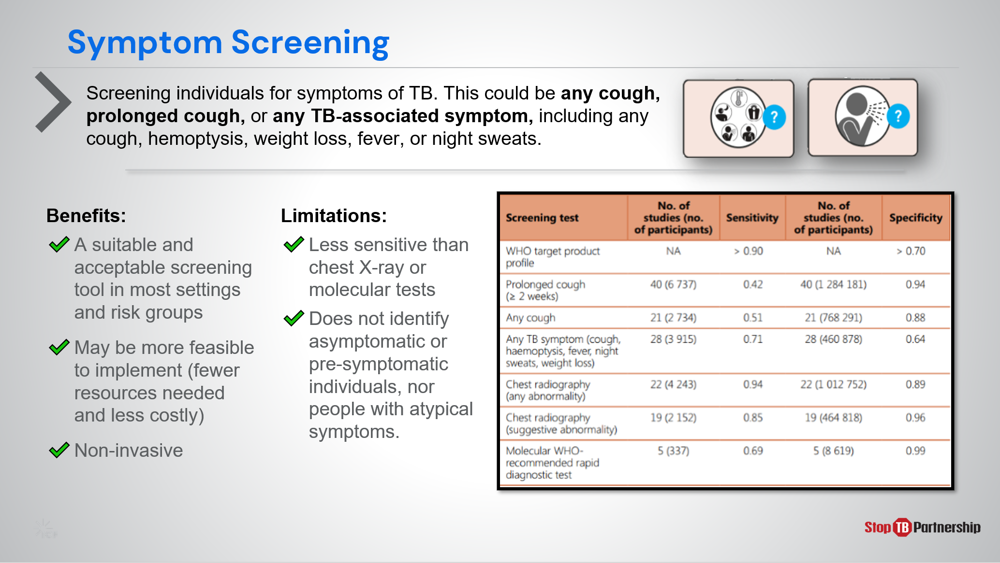 Symptom Screening
Screening individuals for symptoms of TB. This could be any cough,
prolonged cough, or any TB-associated symptom, including any
cough, hemoptysis, weight loss, fever, or night sweats.
?
?
Benefits:
A suitable and
acceptable screening
tool in most settings
and risk groups
May be more feasible
to implement (fewer
resources needed
and less costly)
Non-invasive
Limitations:
Less sensitive than
chest X-ray or
molecular tests
Does not identify
asymptomatic or
pre-symptomatic
individuals, nor
people with atypical
symptoms.
Screening test No. of studies (no. of participants) Sensitivity No. of studies (no. of participants) Specificity
WHO target product profile NA > 0.90 NA > 0.70
Prolonged cough (≥ 2 weeks) 40 (6 737) 0.42 40 (1 284 181) 0.94
Any cough 21 (2 734) 0.51 21 (768 291) 0.88
Any TB symptom (cough, haemoptysis, fever, night sweats, weight loss) 28 (3 915) 0.71 28 (460 878) 0.64
Chest radiography (any abnormality) 22 (4 243) 0.94 22 (1 012 752) 0.89
Chest radiography (suggestive abnormality) 19 (2 152) 0.85 19 (464 818) 0.96
Molecular WHO-recommended rapid diagnostic test 5 (337) 0.69 5 (8 619) 0.99
Stop TB Partnership